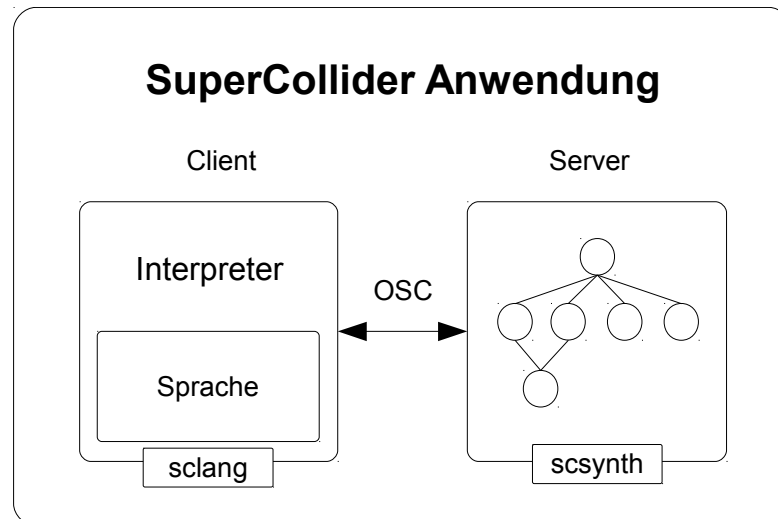 SuperCollider Anwendung
Client
Server
Interpreter
OSC
Sprache
sclang
scsynth